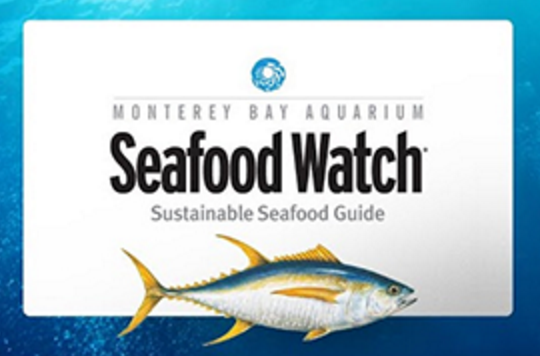 MONTEREY BAY AQUARIUM
Seafood Watch
Sustainable Seafood Guide